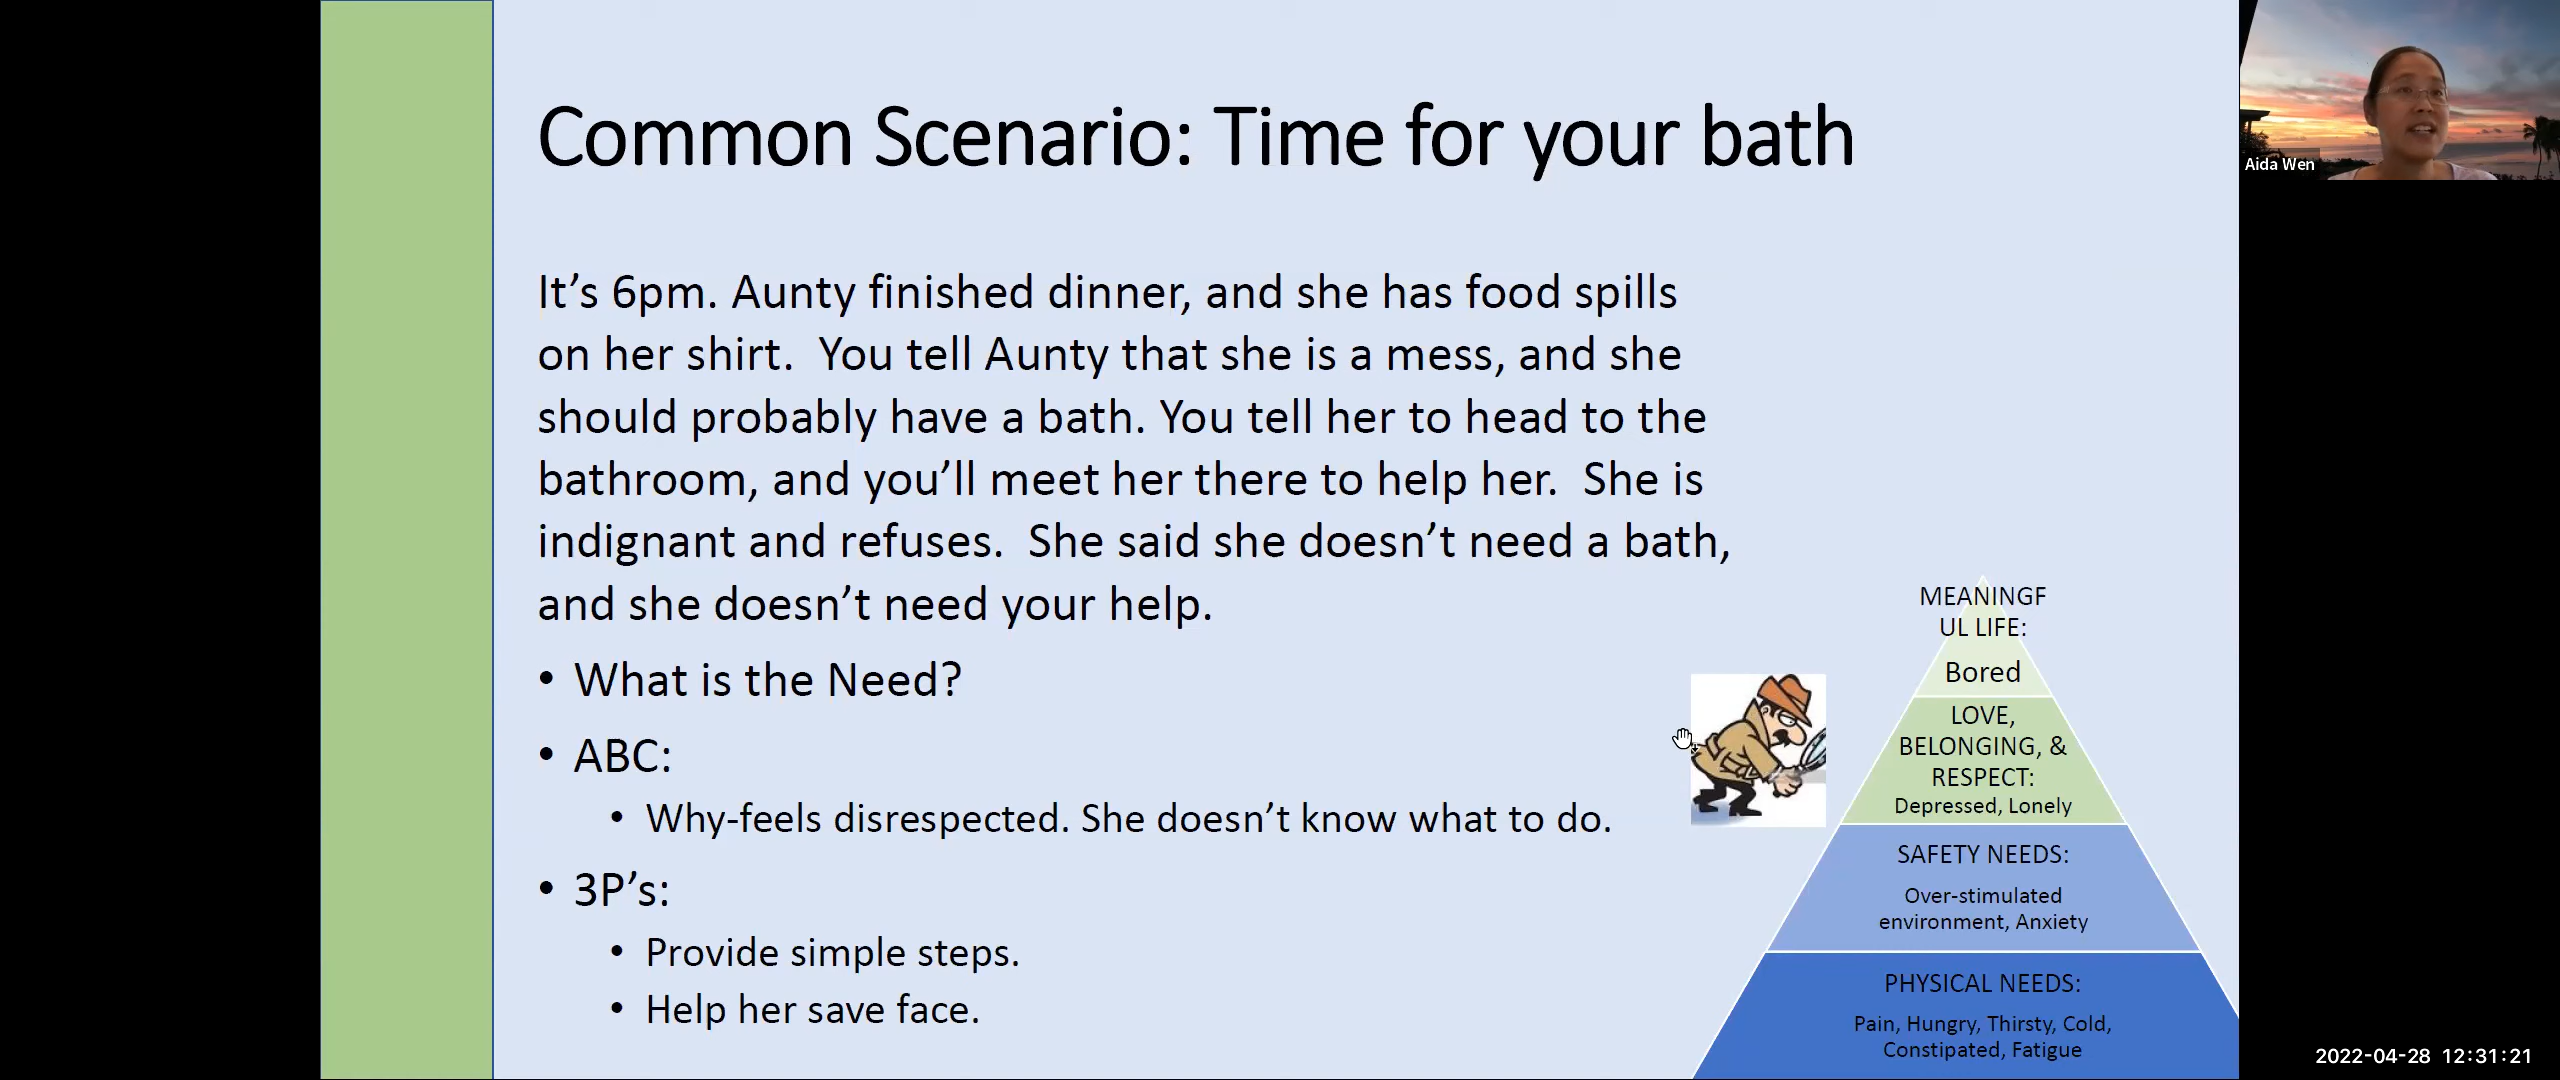 Common Scenario: Time for your bath
Aida Wen
It’s 6pm. Aunty finished dinner, and she has food spills
on her shirt.  You tell Aunty that she is a mess, and she
should probably have a bath. You tell her to head to the
bathroom, and you’ll meet her there to help her.  She is
indignant and refuses.  She said she doesn’t need a bath,
and she doesn’t need your help.
• What is the Need?
• ABC:
• Why-feels disrespected. She doesn’t know what to do.
• 3P’s:
• Provide simple steps.
• Help her save face.
MEANINGF
UL LIFE:
Bored
LOVE,
BELONGING, &
RESPECT:
Depressed, Lonely
SAFETY NEEDS:
Over-stimulated
environment, Anxiety
PHYSICAL NEEDS:
Pain, Hungry, Thirsty, Cold,
Constipated, Fatigue
2022-04-28 12:31:21